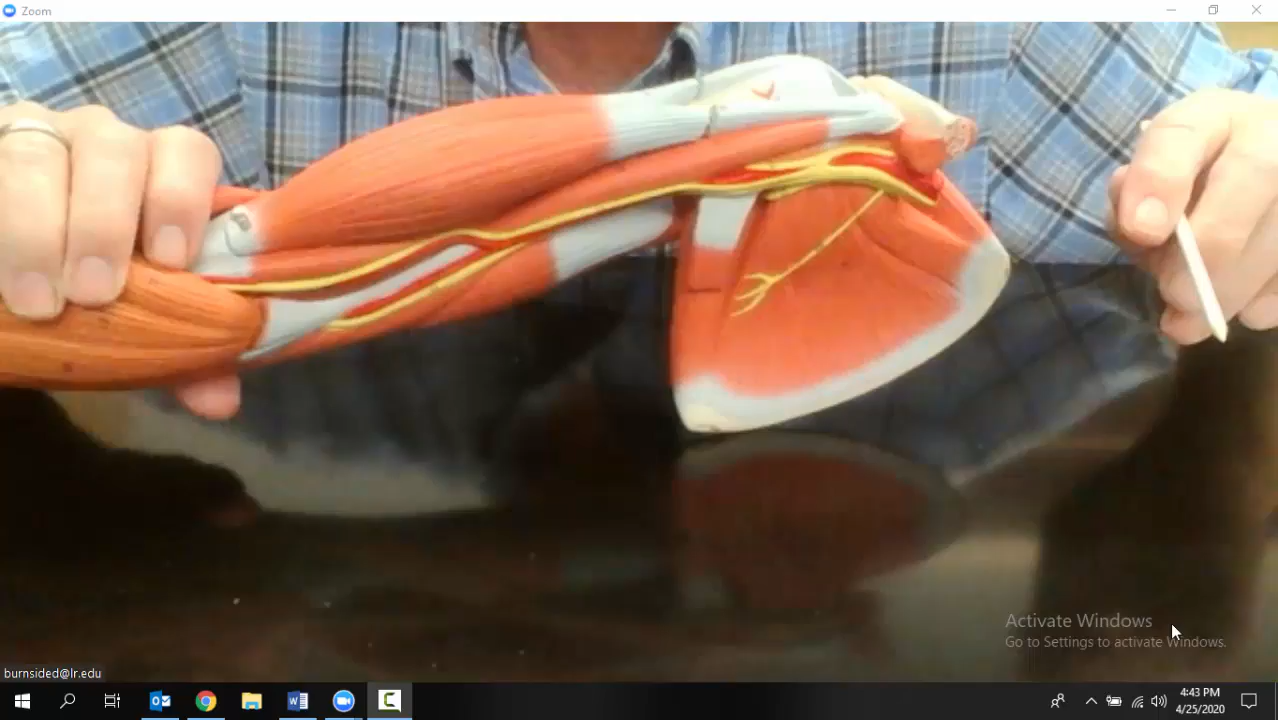 Zoom
Activate Windows
Go to Settings to activate Windows.
burnsided@lr.edu
4:43 PM
4/25/2020